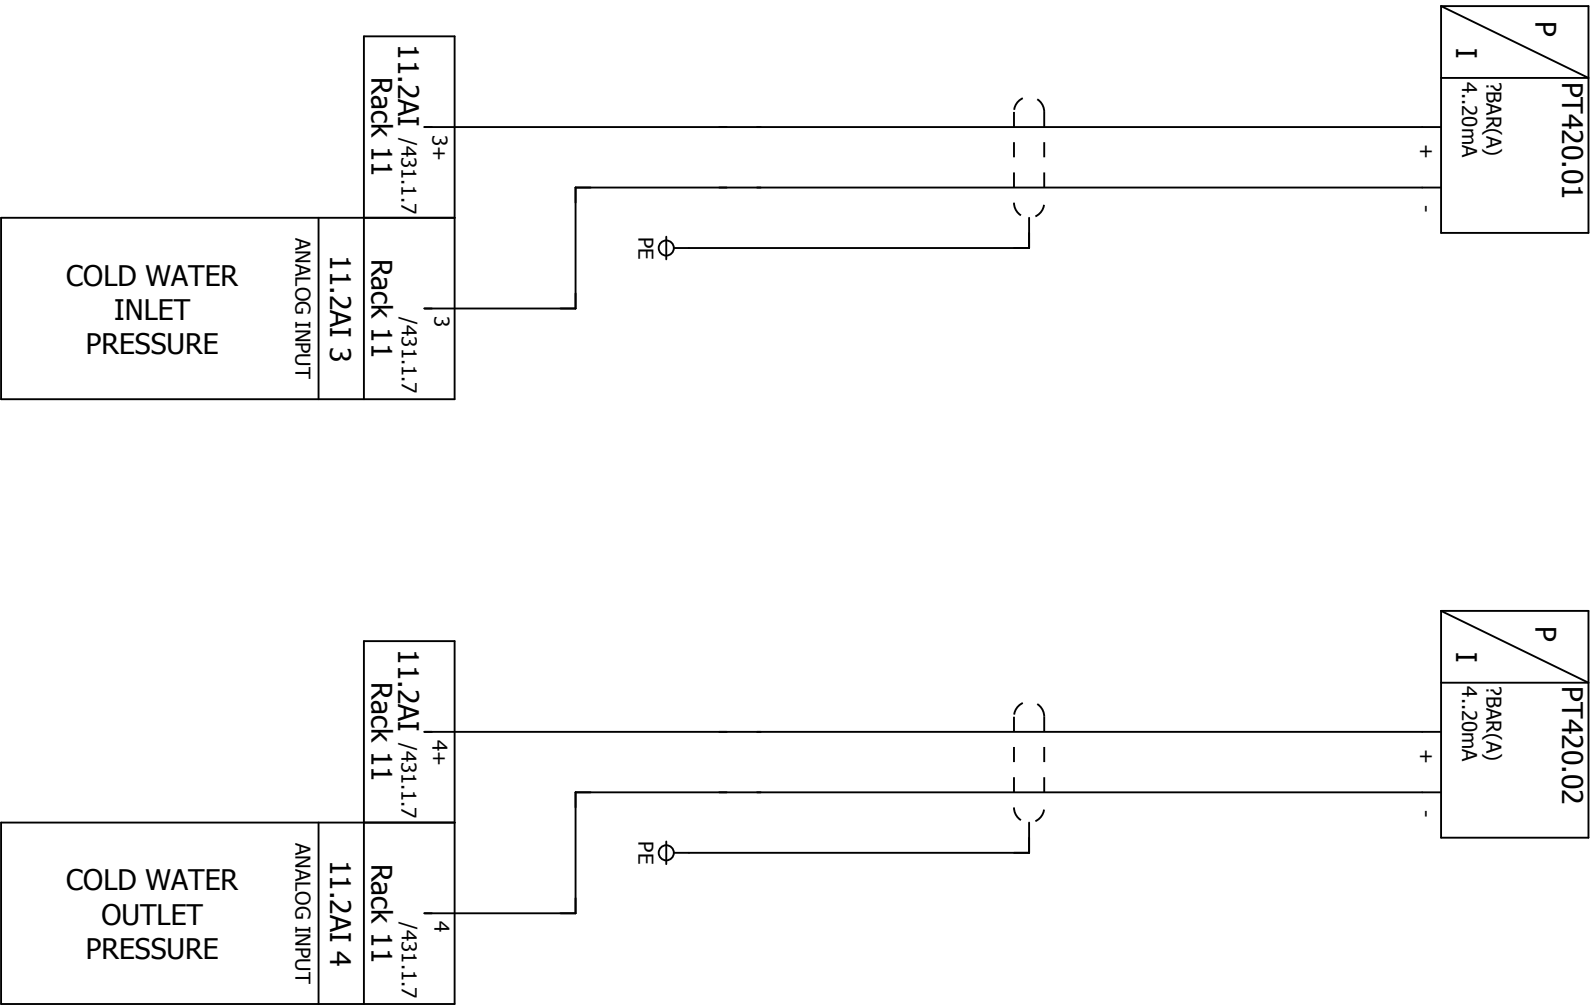 P
I
PT420.01
?BAR(A)
4..20mA
+
-
PE
3+
11.2AI /431.1.7
Rack 11
3
/431.1.7
Rack 11
11.2AI 3
ANALOG INPUT
COLD WATER
INLET
PRESSURE
P
I
PT420.02
?BAR(A)
4..20mA
+
-
PE
4+
11.2AI /431.1.7
Rack 11
4
/431.1.7
Rack 11
11.2AI 4
ANALOG INPUT
COLD WATER
OUTLET
PRESSURE